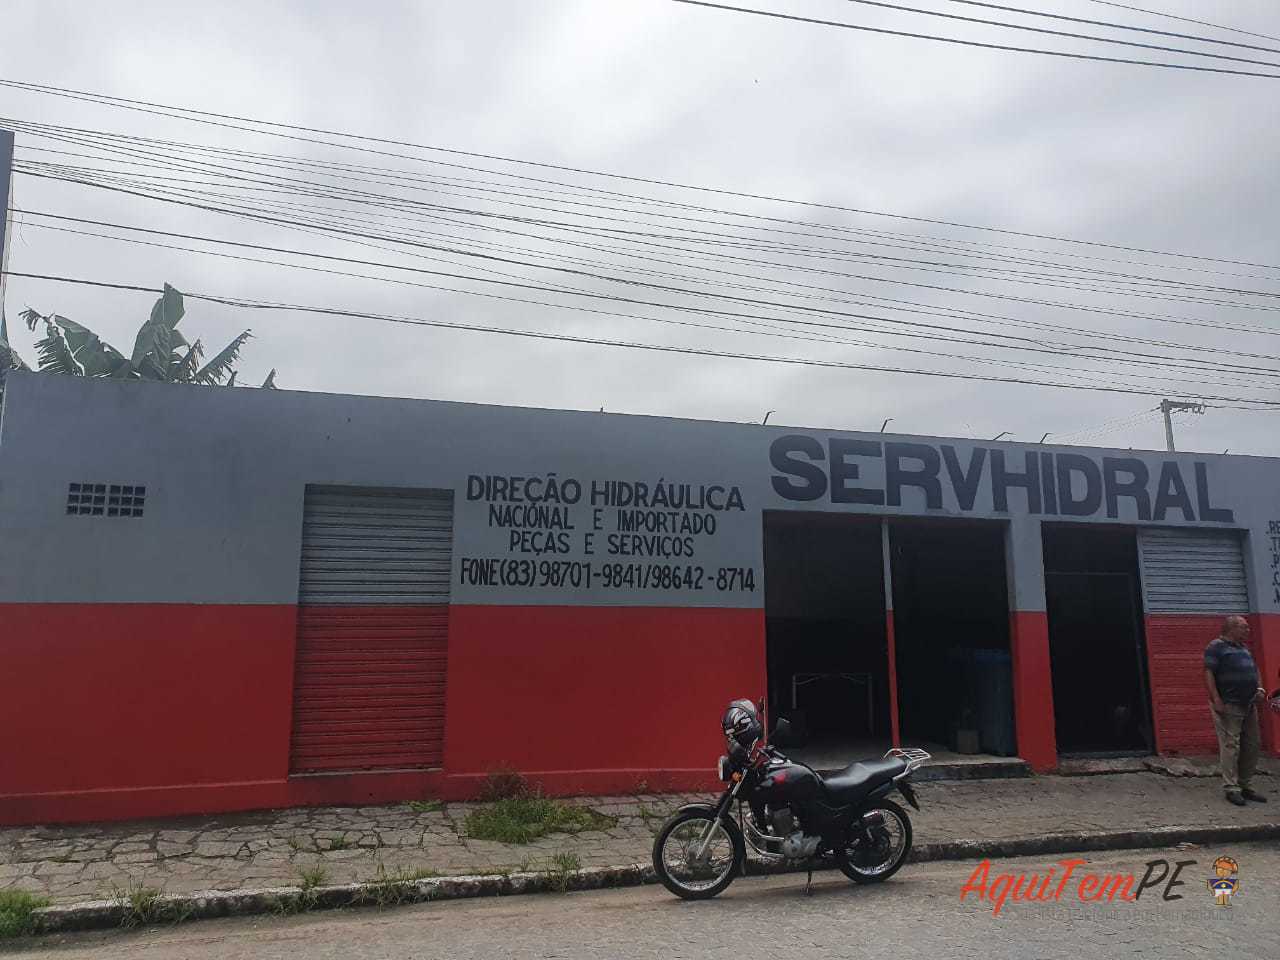 SERVHIDRAL
DIREÇÃO HIDRÁULICA
NACIONAL E IMPORTADO
PEÇAS E SERVIÇOS
FONE(83)98701-9841/98642-8714
AquiTemPE